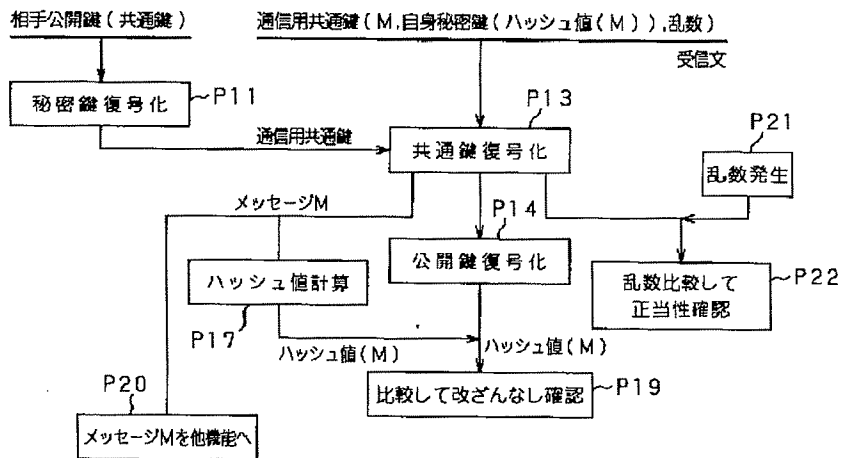 相手公開鍵(共通鍵)
通信用共通鍵(M,自身秘密鍵(ハッシュ値(M)),乱数)
受信文
秘密鍵復号化
P11
P13
通信用共通鍵
共通鍵復号化
P21
乱数発生
メッセージM
P14
公開鍵復号化
ハッシュ値計算
P17
乱数比較して
正当性確認
P22
ハッシュ値(M)
ハッシュ値(M)
P20
比較して改ざんなし確認
P19
メッセージMを他機能へ